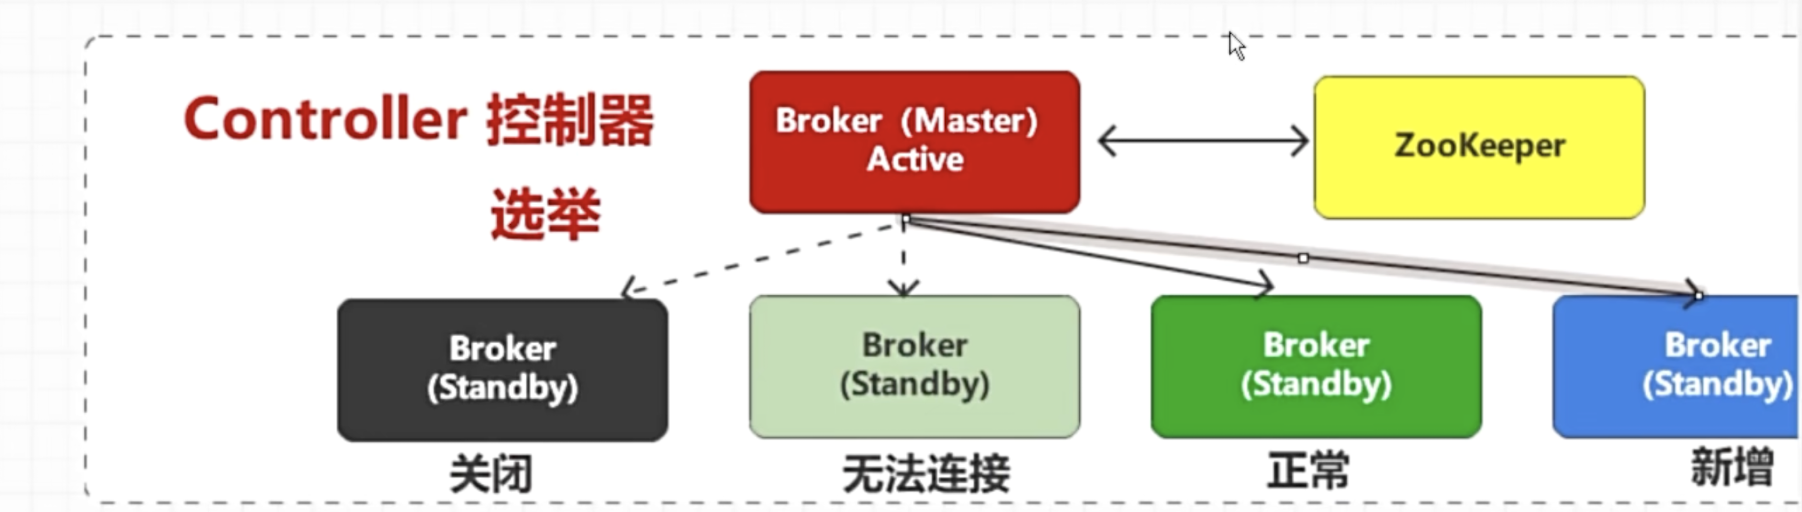 Controller 控制器
选举
Broker（Master）
Active
ZooKeeper
Broker
(Standby)
关闭
Broker
(Standby)
无法连接
Broker
(Standby)
正常
Broker
(Standby)
新增